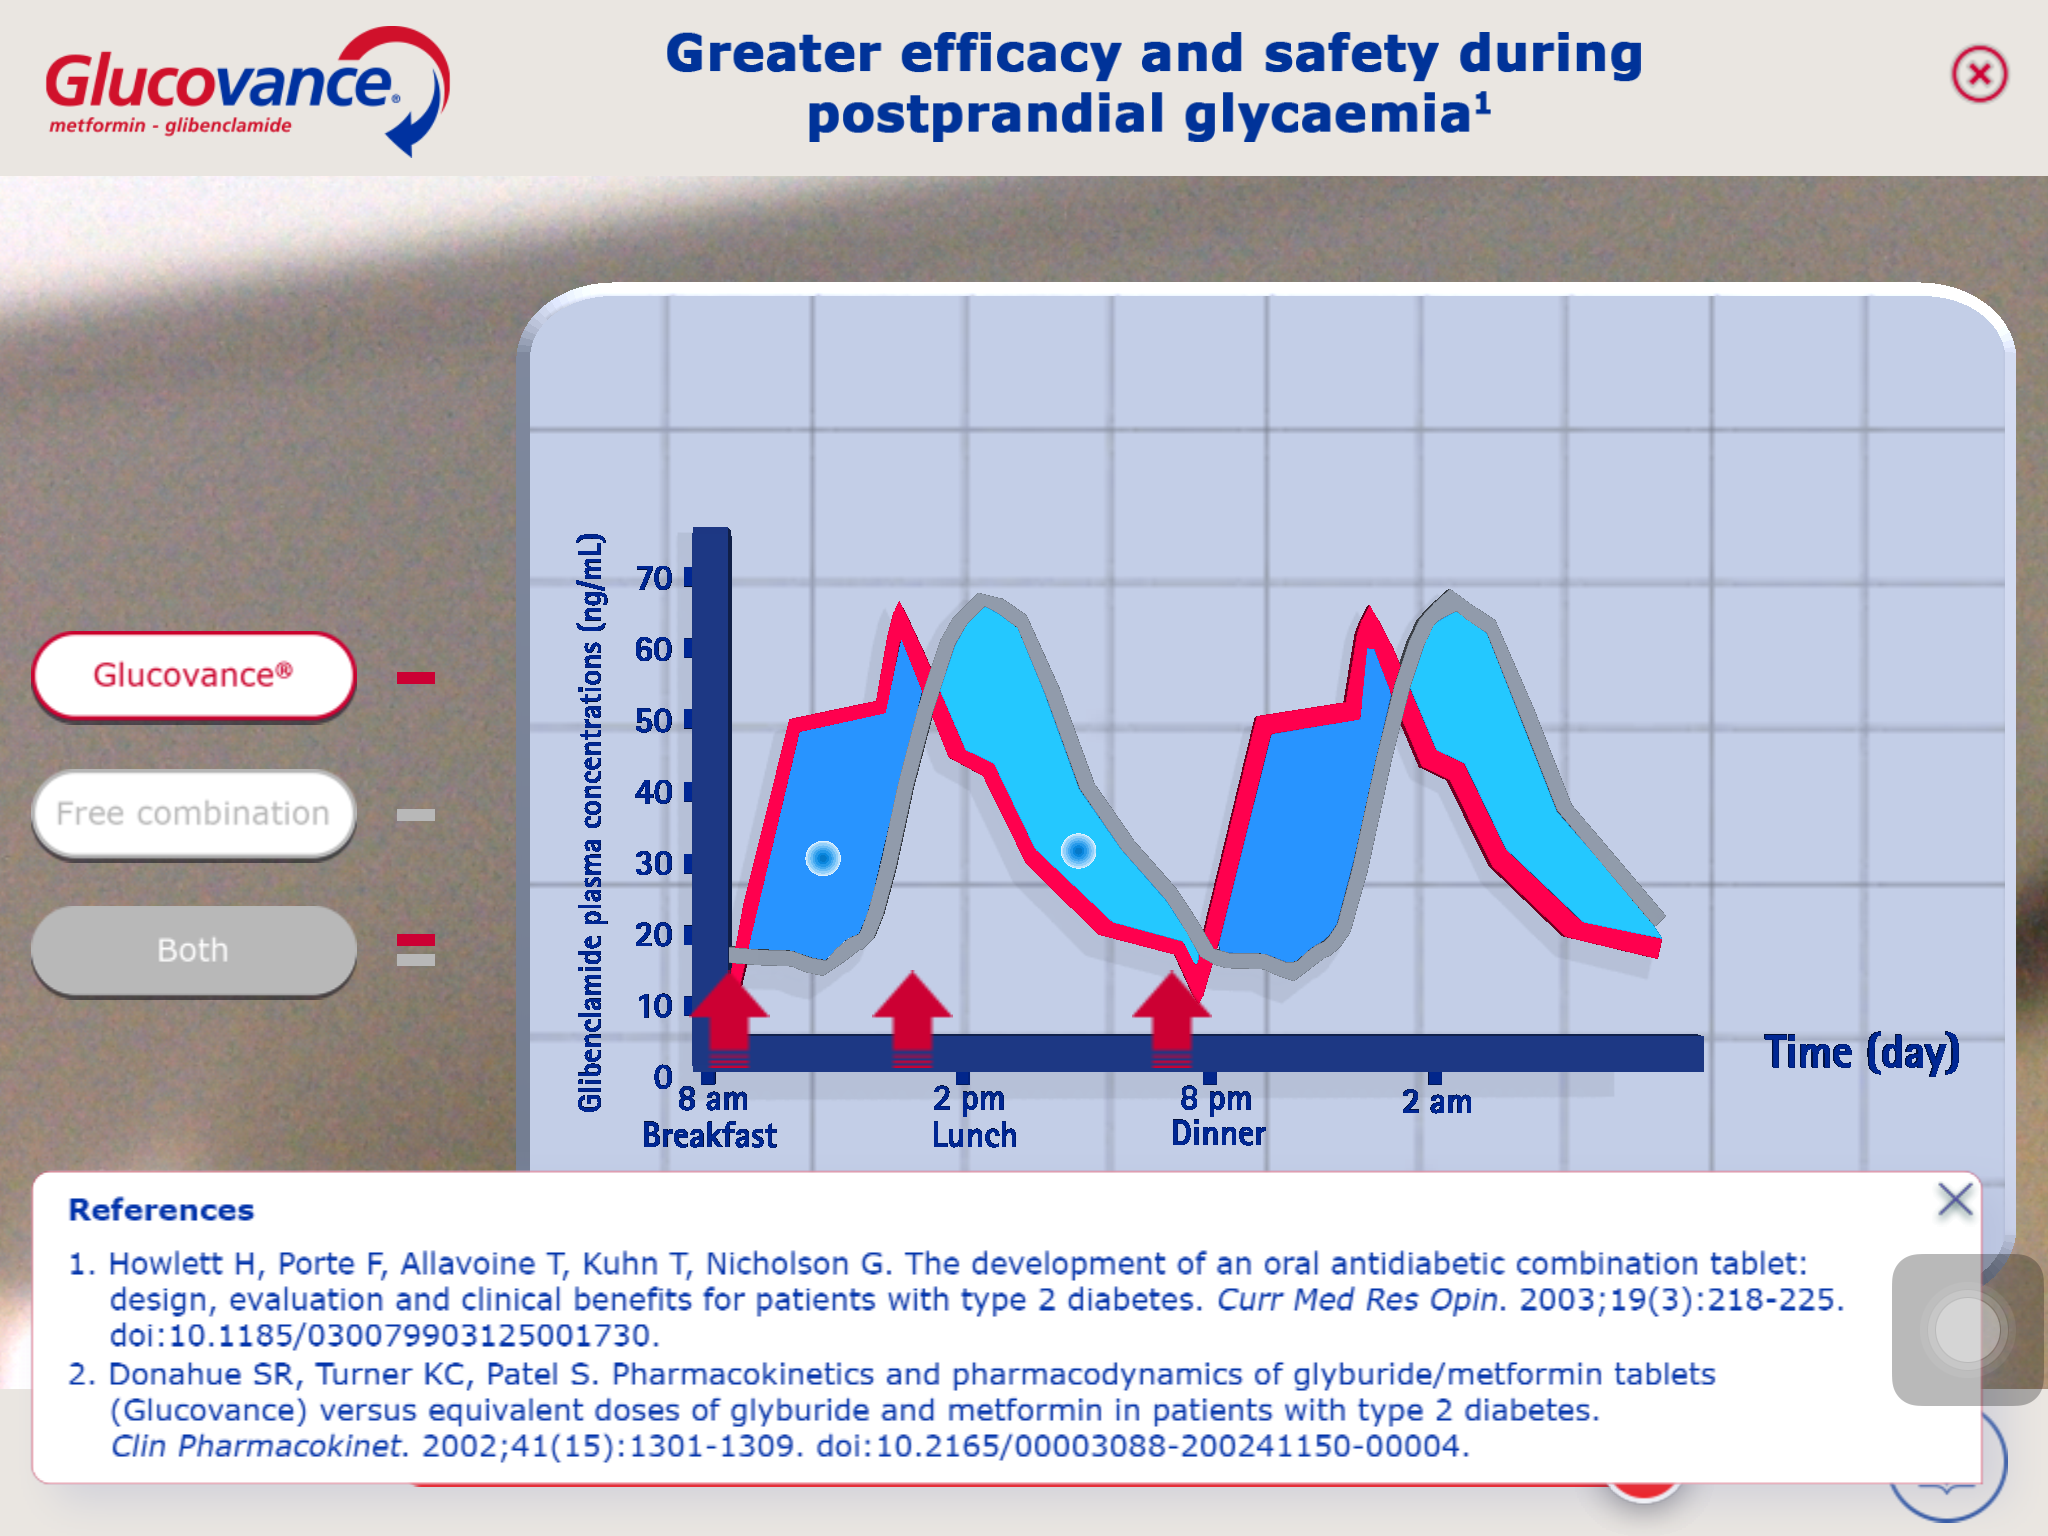 Glucovance®
metformin - glibenclamide
Greater efficacy and safety during
postprandial glycaemia¹
Glucovance®
Free combination
Both
Glibenclamide plasma concentrations (ng/mL)
70
60
50
40
30
20
10
0
8 am
Breakfast
2 pm
Lunch
8 pm
Dinner
2 am
Time (day)
References
1. Howlett H, Porte F, Allavoine T, Kuhn T, Nicholson G. The development of an oral antidiabetic combination tablet:
design, evaluation and clinical benefits for patients with type 2 diabetes. Curr Med Res Opin. 2003;19(3):218-225.
doi:10.1185/030079903125001730.
2. Donahue SR, Turner KC, Patel S. Pharmacokinetics and pharmacodynamics of glyburide/metformin tablets
(Glucovance) versus equivalent doses of glyburide and metformin in patients with type 2 diabetes.
Clin Pharmacokinet. 2002;41(15):1301-1309. doi:10.2165/00003088-200241150-00004.